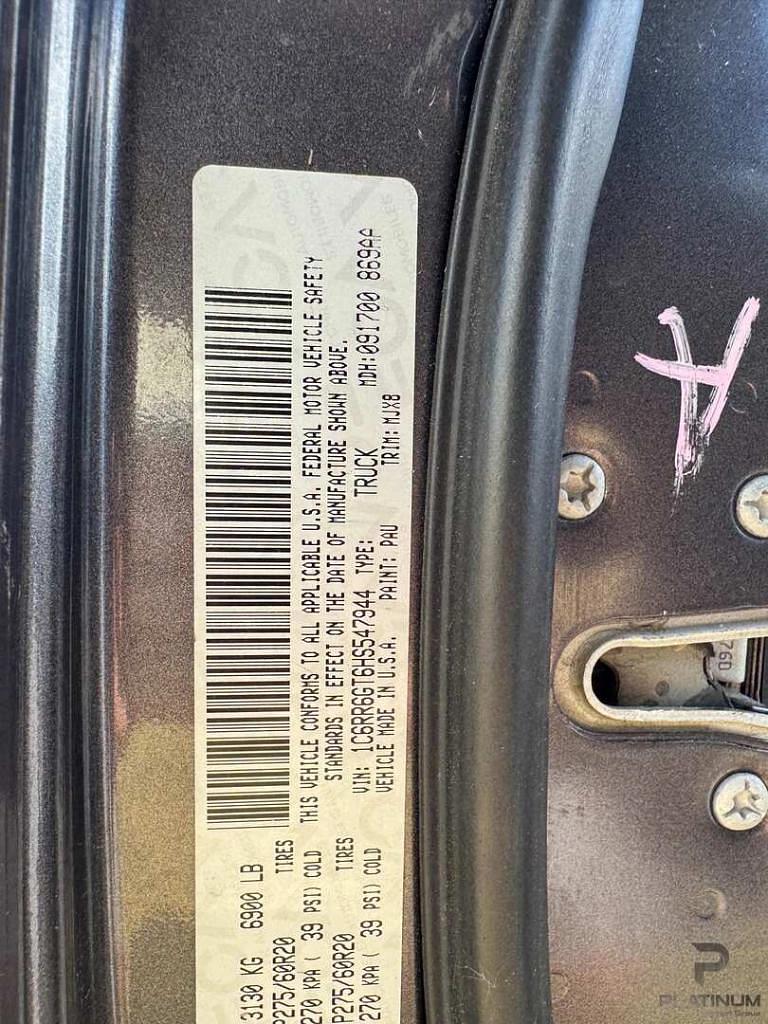 3130 KG 6900 LB
P275/60R20 TIRES
270 KPA ( 39 PSI) COLD
P275/60R20 TIRES
270 KPA ( 39 PSI) COLD
THIS VEHICLE CONFORMS TO ALL APPLICABLE U.S.A. FEDERAL MOTOR VEHICLE SAFETY
STANDARDS IN EFFECT ON THE DATE OF MANUFACTURE SHOWN ABOVE.
VIN: 1C6RR6GT6HS547944 TYPE: TRUCK MDH:091700 869AA
VEHICLE MADE IN U.S.A. PAINT: PAU TRIM: MJX8
092
PLATINUM